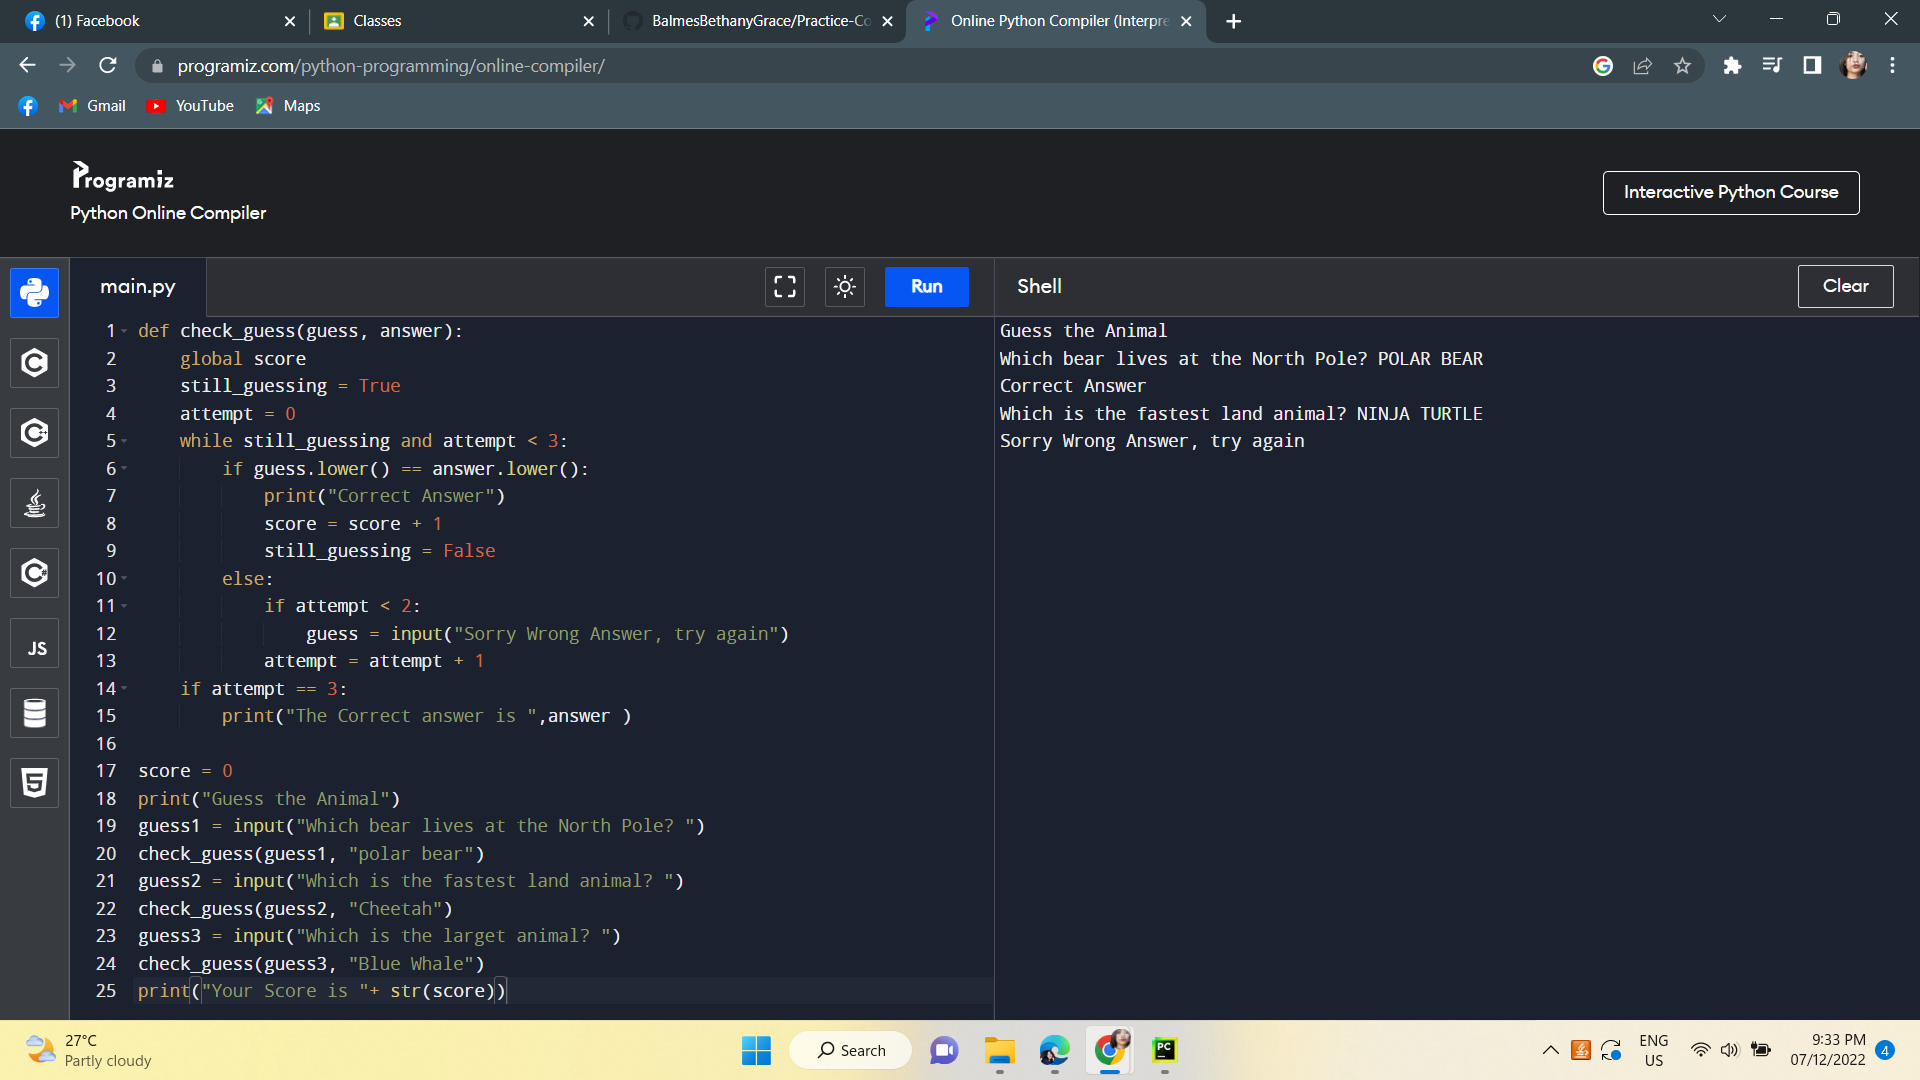 (1) Facebook
Classes
BalmesBethanyGrace/Practice-Co
Online Python Compiler (Interpre
programiz.com/python-programming/online-compiler/
Gmail
YouTube
Maps
Programiz
Python Online Compiler
Interactive Python Course
main.py
Run
Shell
Clear
1 def check_guess(guess, answer):
2     global score
3     still_guessing = True
4     attempt = 0
5     while still_guessing and attempt < 3:
6         if guess.lower() == answer.lower():
7             print("Correct Answer")
8             score = score + 1
9             still_guessing = False
10         else:
11             if attempt < 2:
12                 guess = input("Sorry Wrong Answer, try again")
13             attempt = attempt + 1
14     if attempt == 3:
15         print("The Correct answer is ",answer )
16
17 score = 0
18 print("Guess the Animal")
19 guess1 = input("Which bear lives at the North Pole? ")
20 check_guess(guess1, "polar bear")
21 guess2 = input("Which is the fastest land animal? ")
22 check_guess(guess2, "Cheetah")
23 guess3 = input("Which is the larget animal? ")
24 check_guess(guess3, "Blue Whale")
25 print("Your Score is "+ str(score))
Guess the Animal
Which bear lives at the North Pole? POLAR BEAR
Correct Answer
Which is the fastest land animal? NINJA TURTLE
Sorry Wrong Answer, try again
JS
27°C
Partly cloudy
Search
PC
ENG
US
9:33 PM
07/12/2022
4